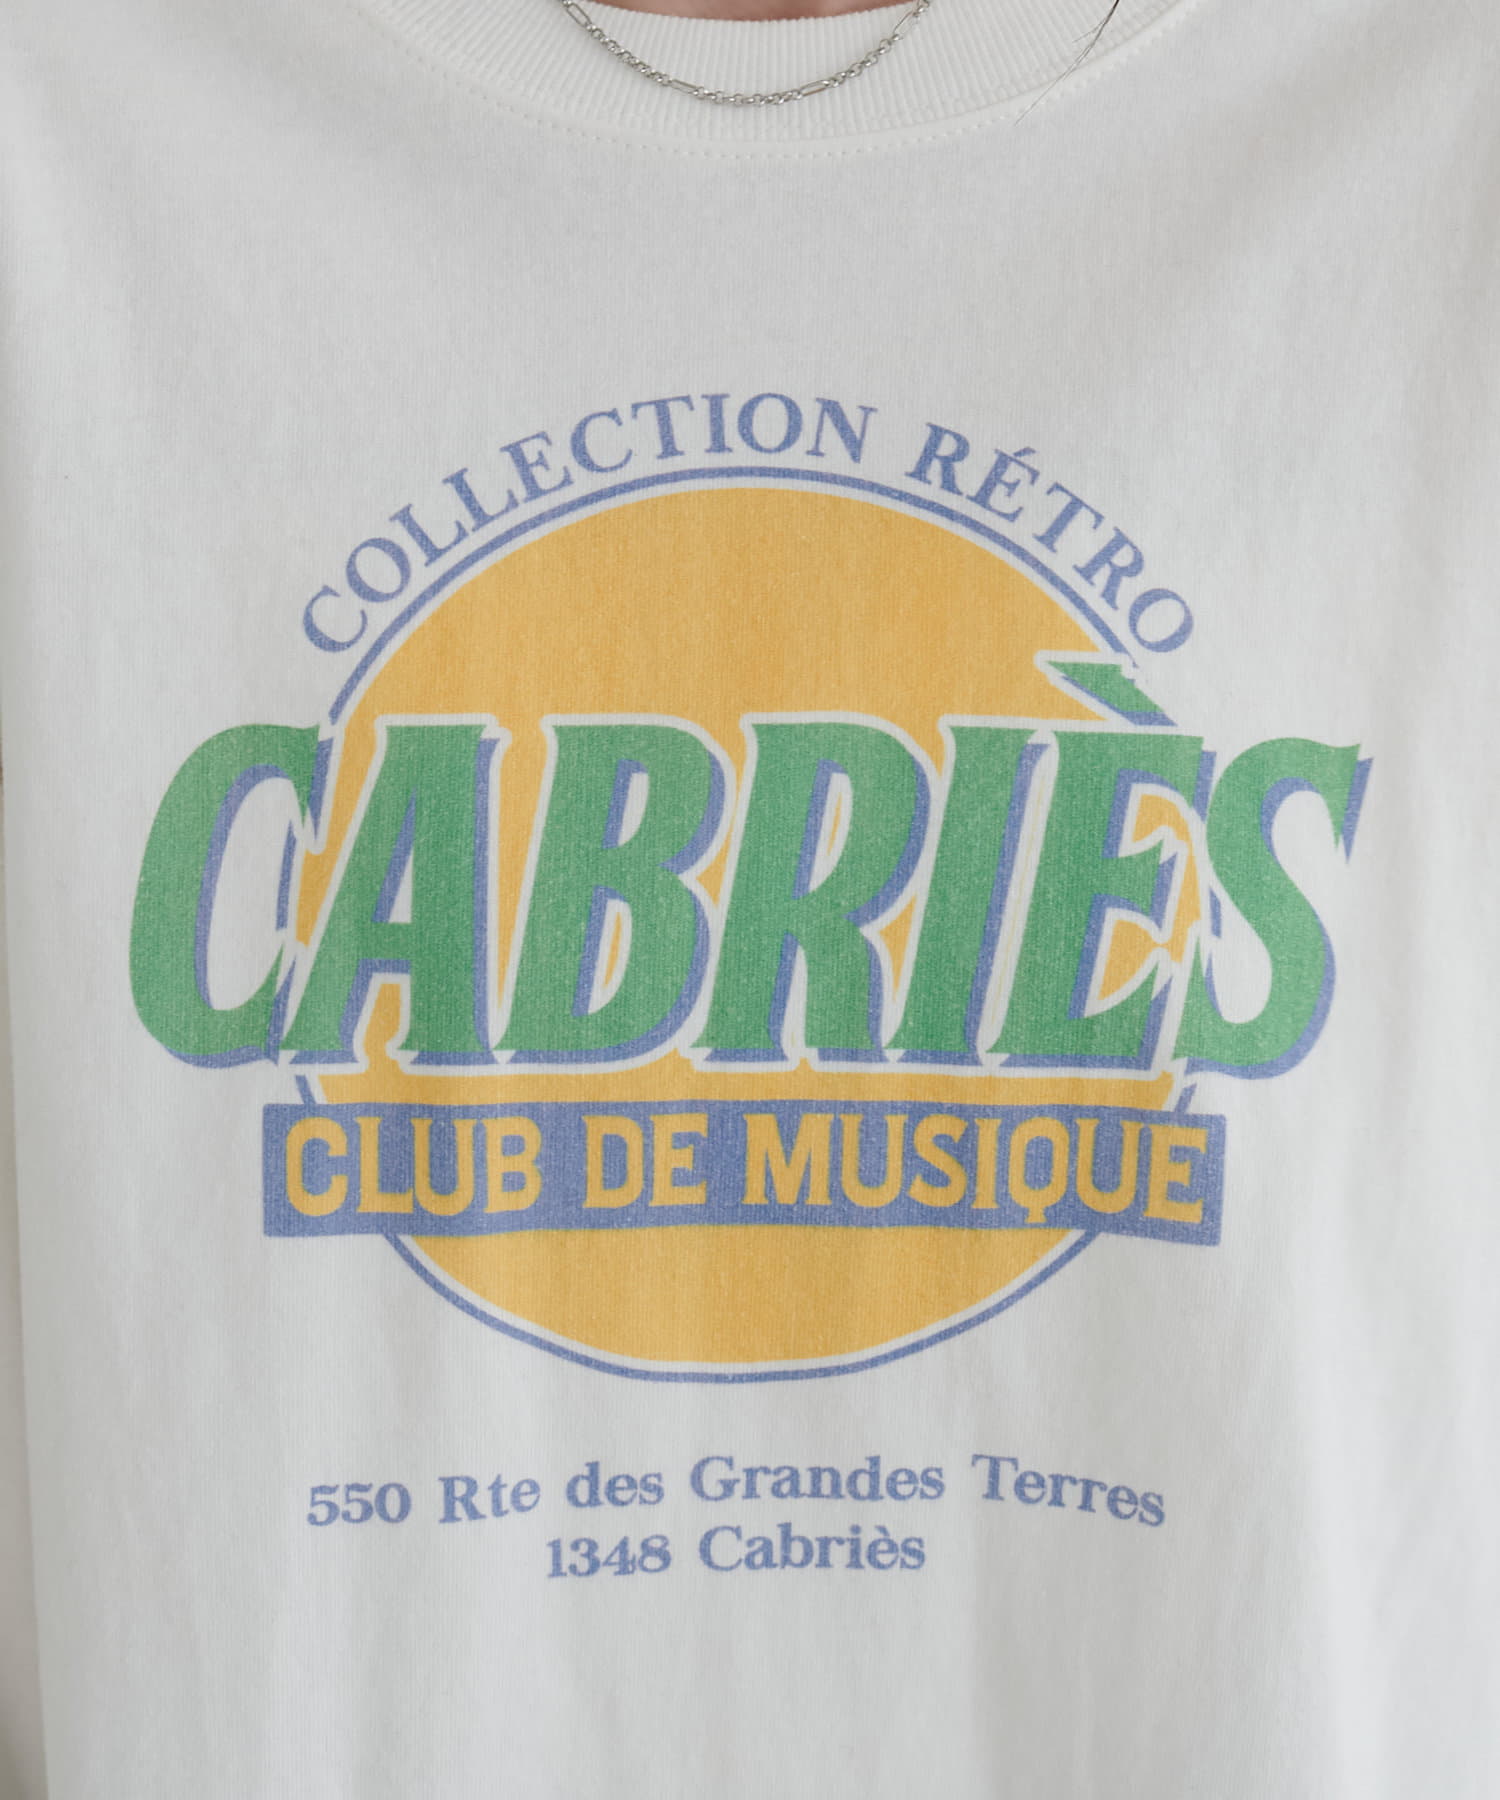 COLLECTION RÉTRO
CABRIÈS
CLUB DE MUSIQUE
550 Rte des Grandes Terres
1348 Cabriès